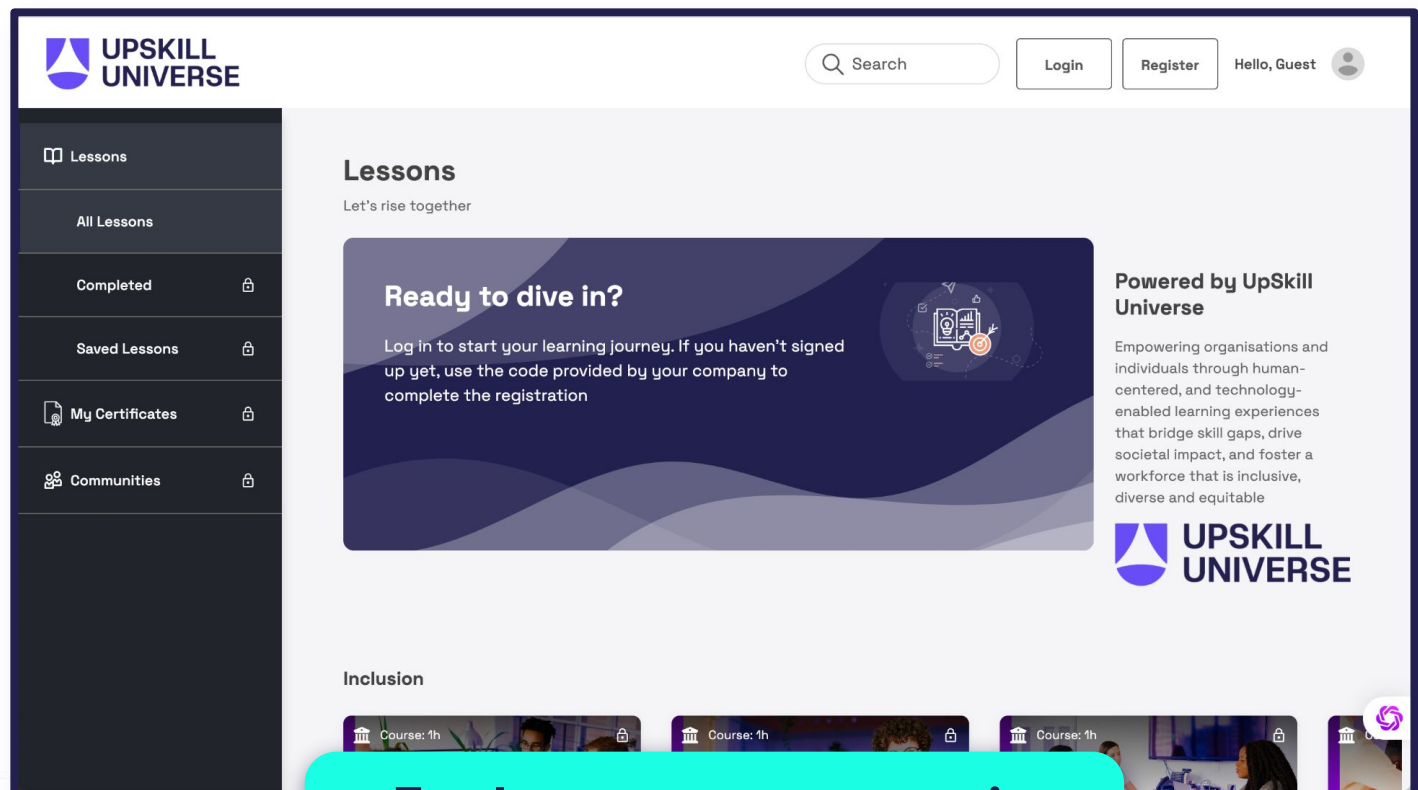 UPSKILL
UNIVERSE
Search
Login
Register
Hello, Guest
Lessons
All Lessons
Completed
Saved Lessons
My Certificates
Communities
Lessons
Let's rise together
Ready to dive in?
Log in to start your learning journey. If you haven't signed
up yet, use the code provided by your company to
complete the registration
Powered by UpSkill
Universe
Empowering organisations and
individuals through human-
centered, and technology-
enabled learning experiences
that bridge skill gaps, drive
societal impact, and foster a
workforce that is inclusive,
diverse and equitable
UPSKILL
UNIVERSE
Inclusion
Course: 1h
Course: 1h
Course: 1h